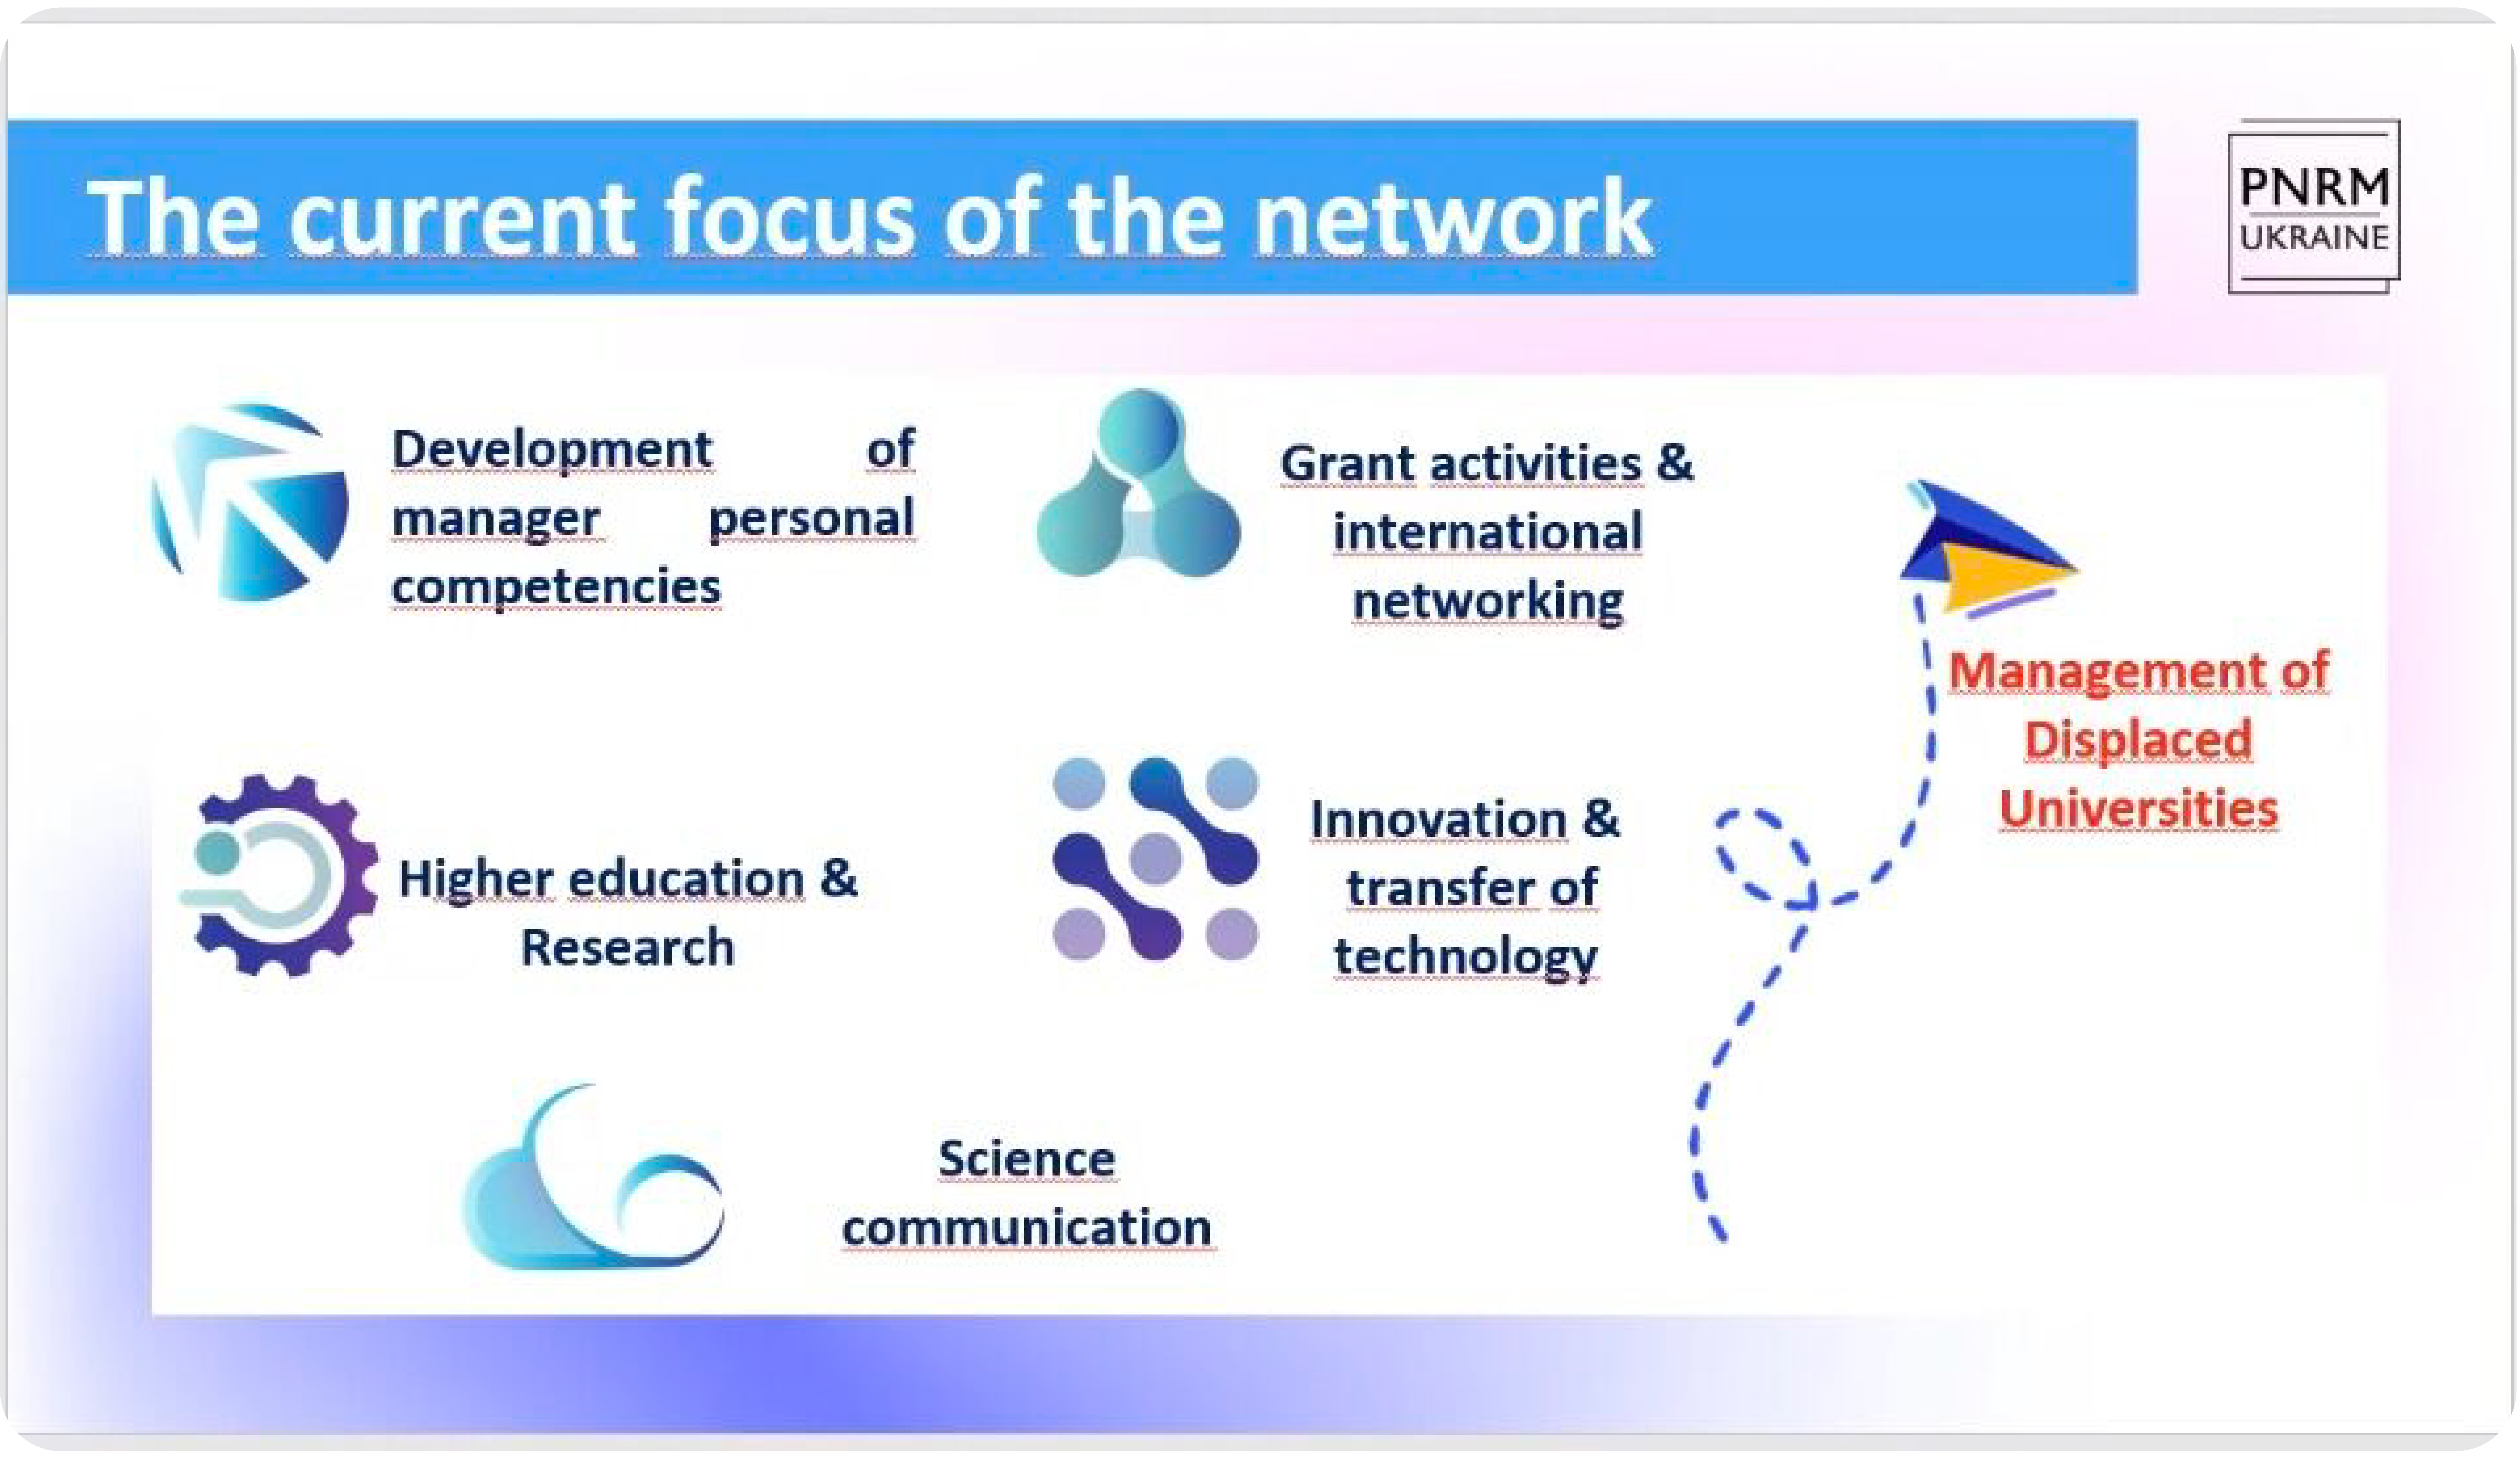 The current focus of the network
PNRM
UKRAINE
Development of
manager personal
competencies
Grant activities &
international
networking
Management of
Displaced
Universities
Higher education &
Research
Innovation &
transfer of
technology
Science
communication